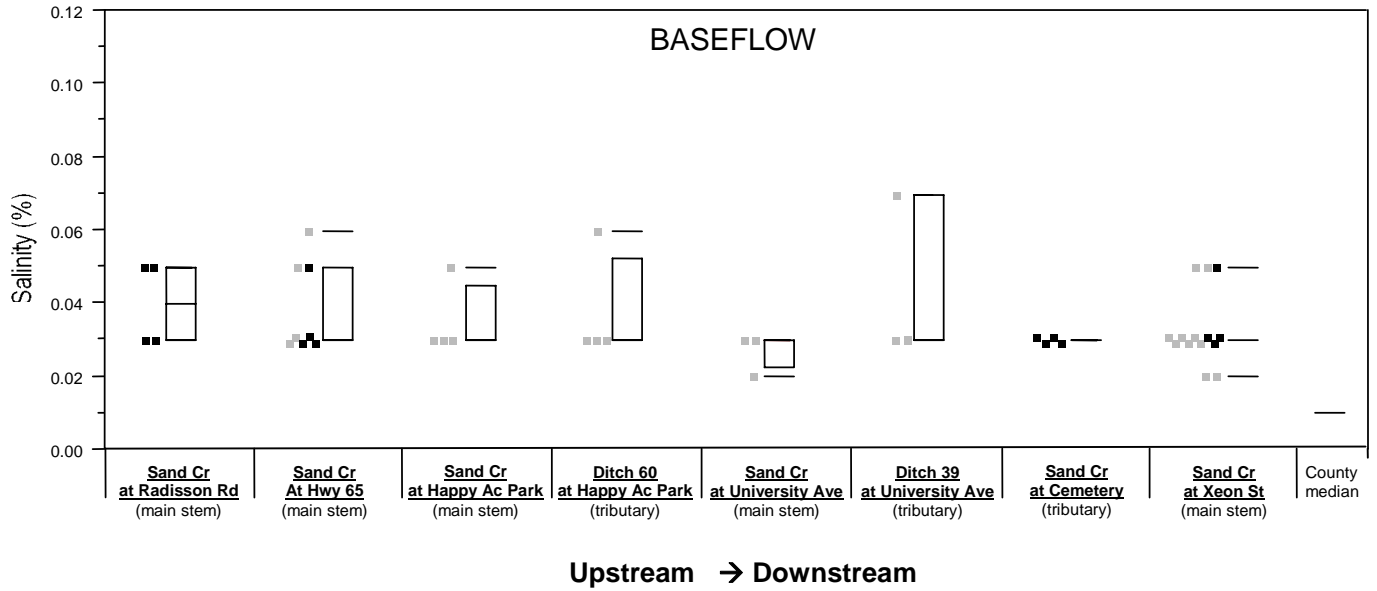 BASEFLOW
Salinity (%)
0.12
0.10
0.08
0.06
0.04
0.02
0.00
Sand Cr
at Radisson Rd
(main stem)
Sand Cr
At Hwy 65
(main stem)
Sand Cr
at Happy Ac Park
(main stem)
Ditch 60
at Happy Ac Park
(tributary)
Sand Cr
at University Ave
(main stem)
Ditch 39
at University Ave
(tributary)
Sand Cr
at Cemetery
(tributary)
Sand Cr
at Xeon St
(main stem)
County
median
Upstream → Downstream